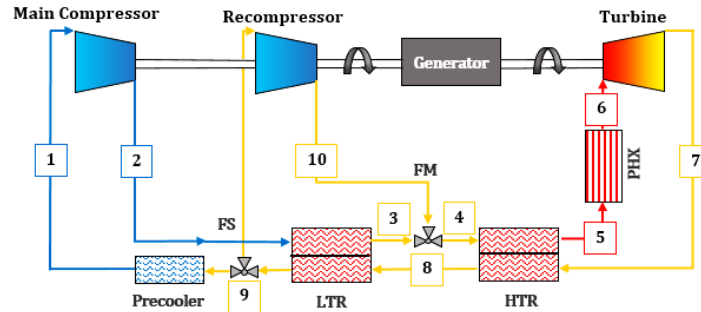 Main Compressor
Recompressor
Turbine
Generator
6
1
2
10
7
PHX
FM
FS
3
4
5
8
9
Precooler
LTR
HTR